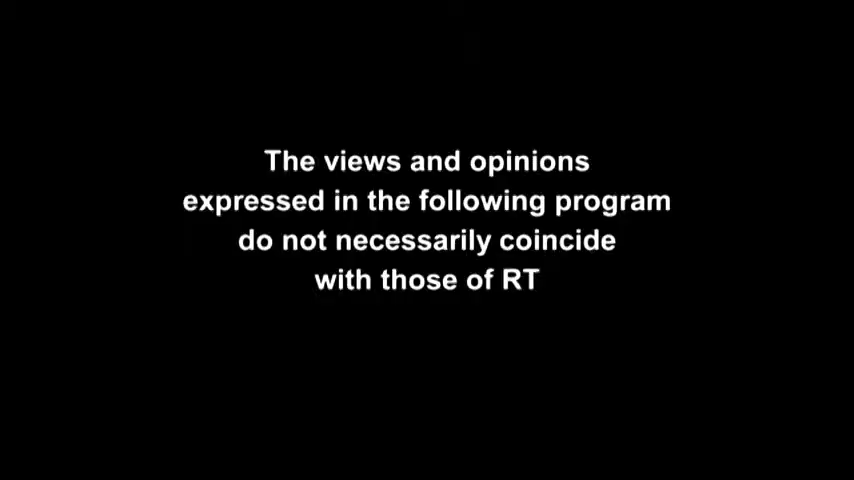 The views and opinions
expressed in the following program
do not necessarily coincide
with those of RT